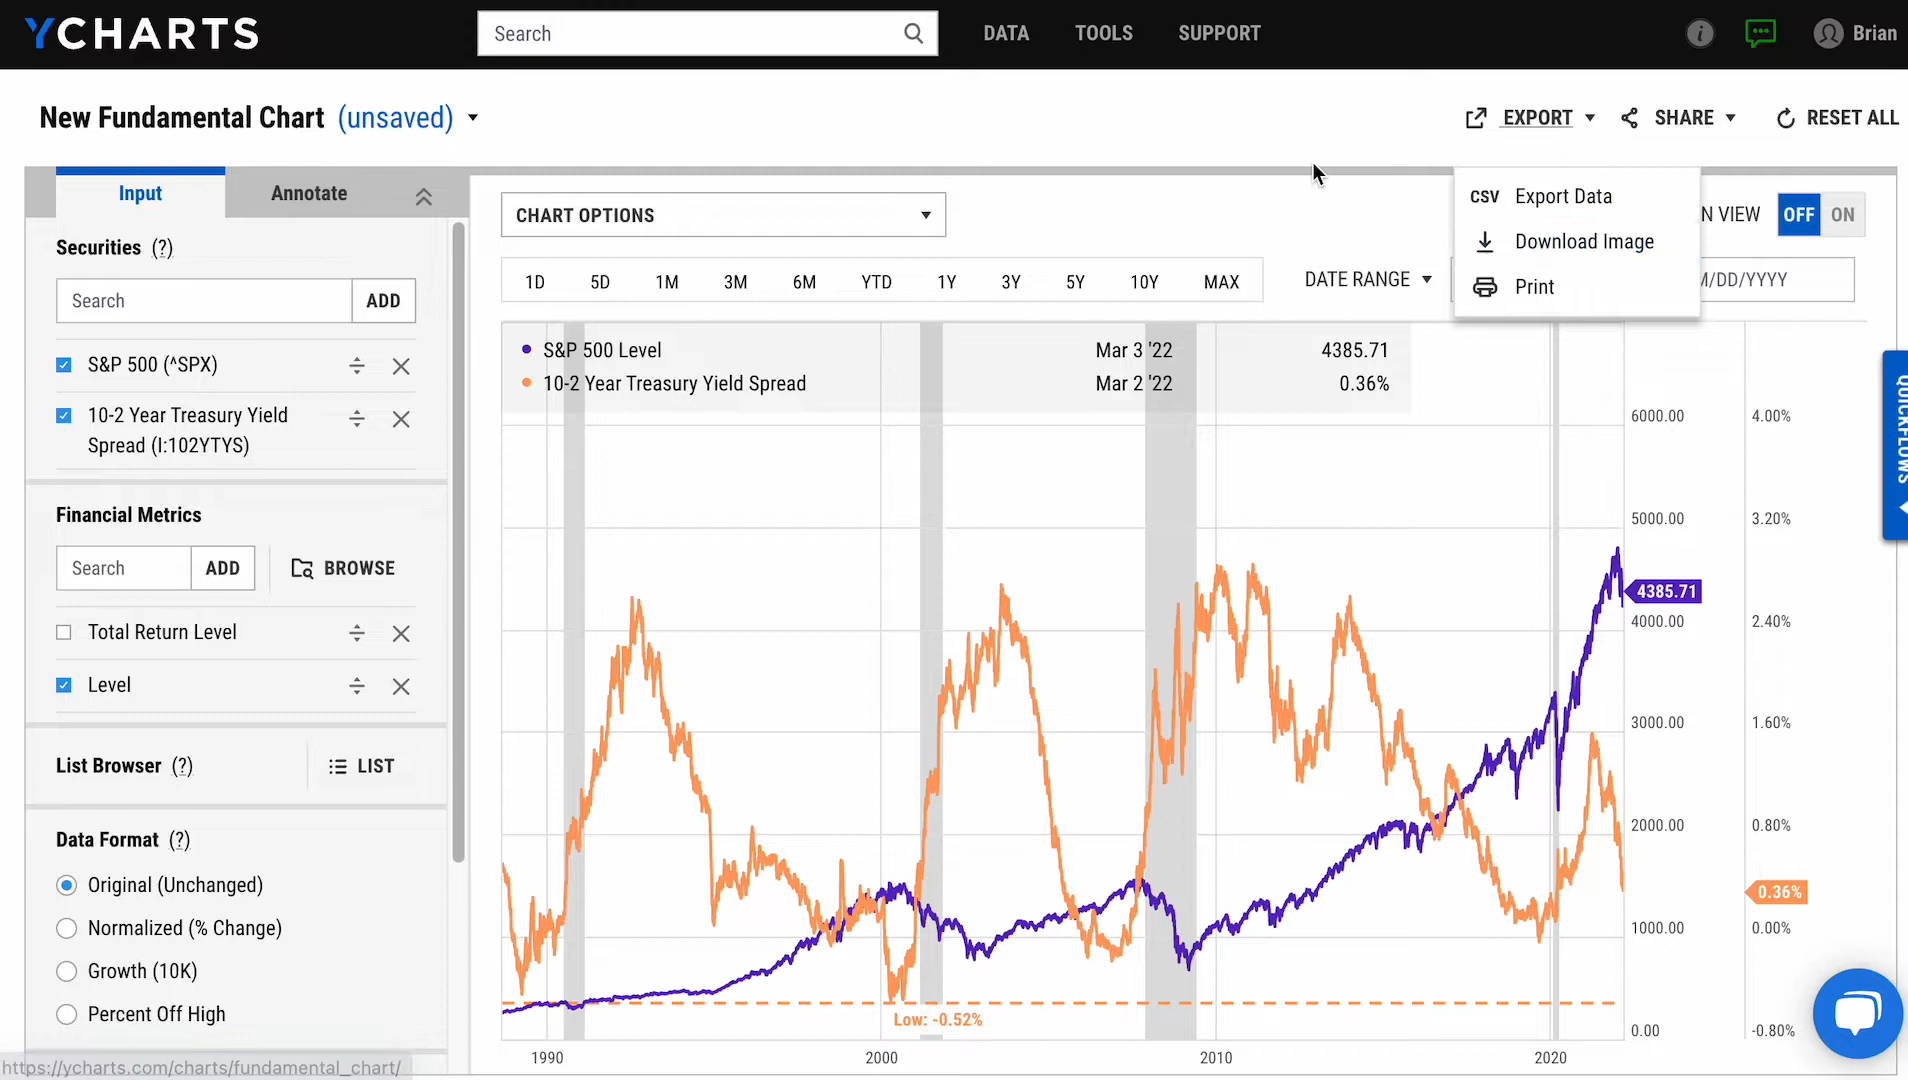 YCHARTS
Search
DATA
TOOLS
SUPPORT
Brian
New Fundamental Chart (unsaved)
EXPORT
SHARE
RESET ALL
Input
Annotate
CHART OPTIONS
CSV Export Data
Download Image
Print
N VIEW
OFF
ON
Securities (?)
Search
ADD
1D 5D 1M 3M 6M YTD 1Y 3Y 5Y 10Y MAX
DATE RANGE
/DD/YYYY
S&P 500 (^SPX)
10-2 Year Treasury Yield
Spread (I:102YTYS)
Financial Metrics
Search
ADD
BROWSE
Total Return Level
Level
List Browser (?)
LIST
Data Format (?)
Original (Unchanged)
Normalized (% Change)
Growth (10K)
Percent Off High
S&P 500 Level Mar 3 '22 4385.71
10-2 Year Treasury Yield Spread Mar 2 '22 0.36%
6000.00 4.00%
5000.00 3.20%
4385.71
4000.00 2.40%
3000.00 1.60%
2000.00 0.80%
0.36%
1000.00 0.00%
0.00 -0.80%
Low: -0.52%
1990 2000 2010 2020
QUICKFLOWS
https://ycharts.com/charts/fundamental_chart/